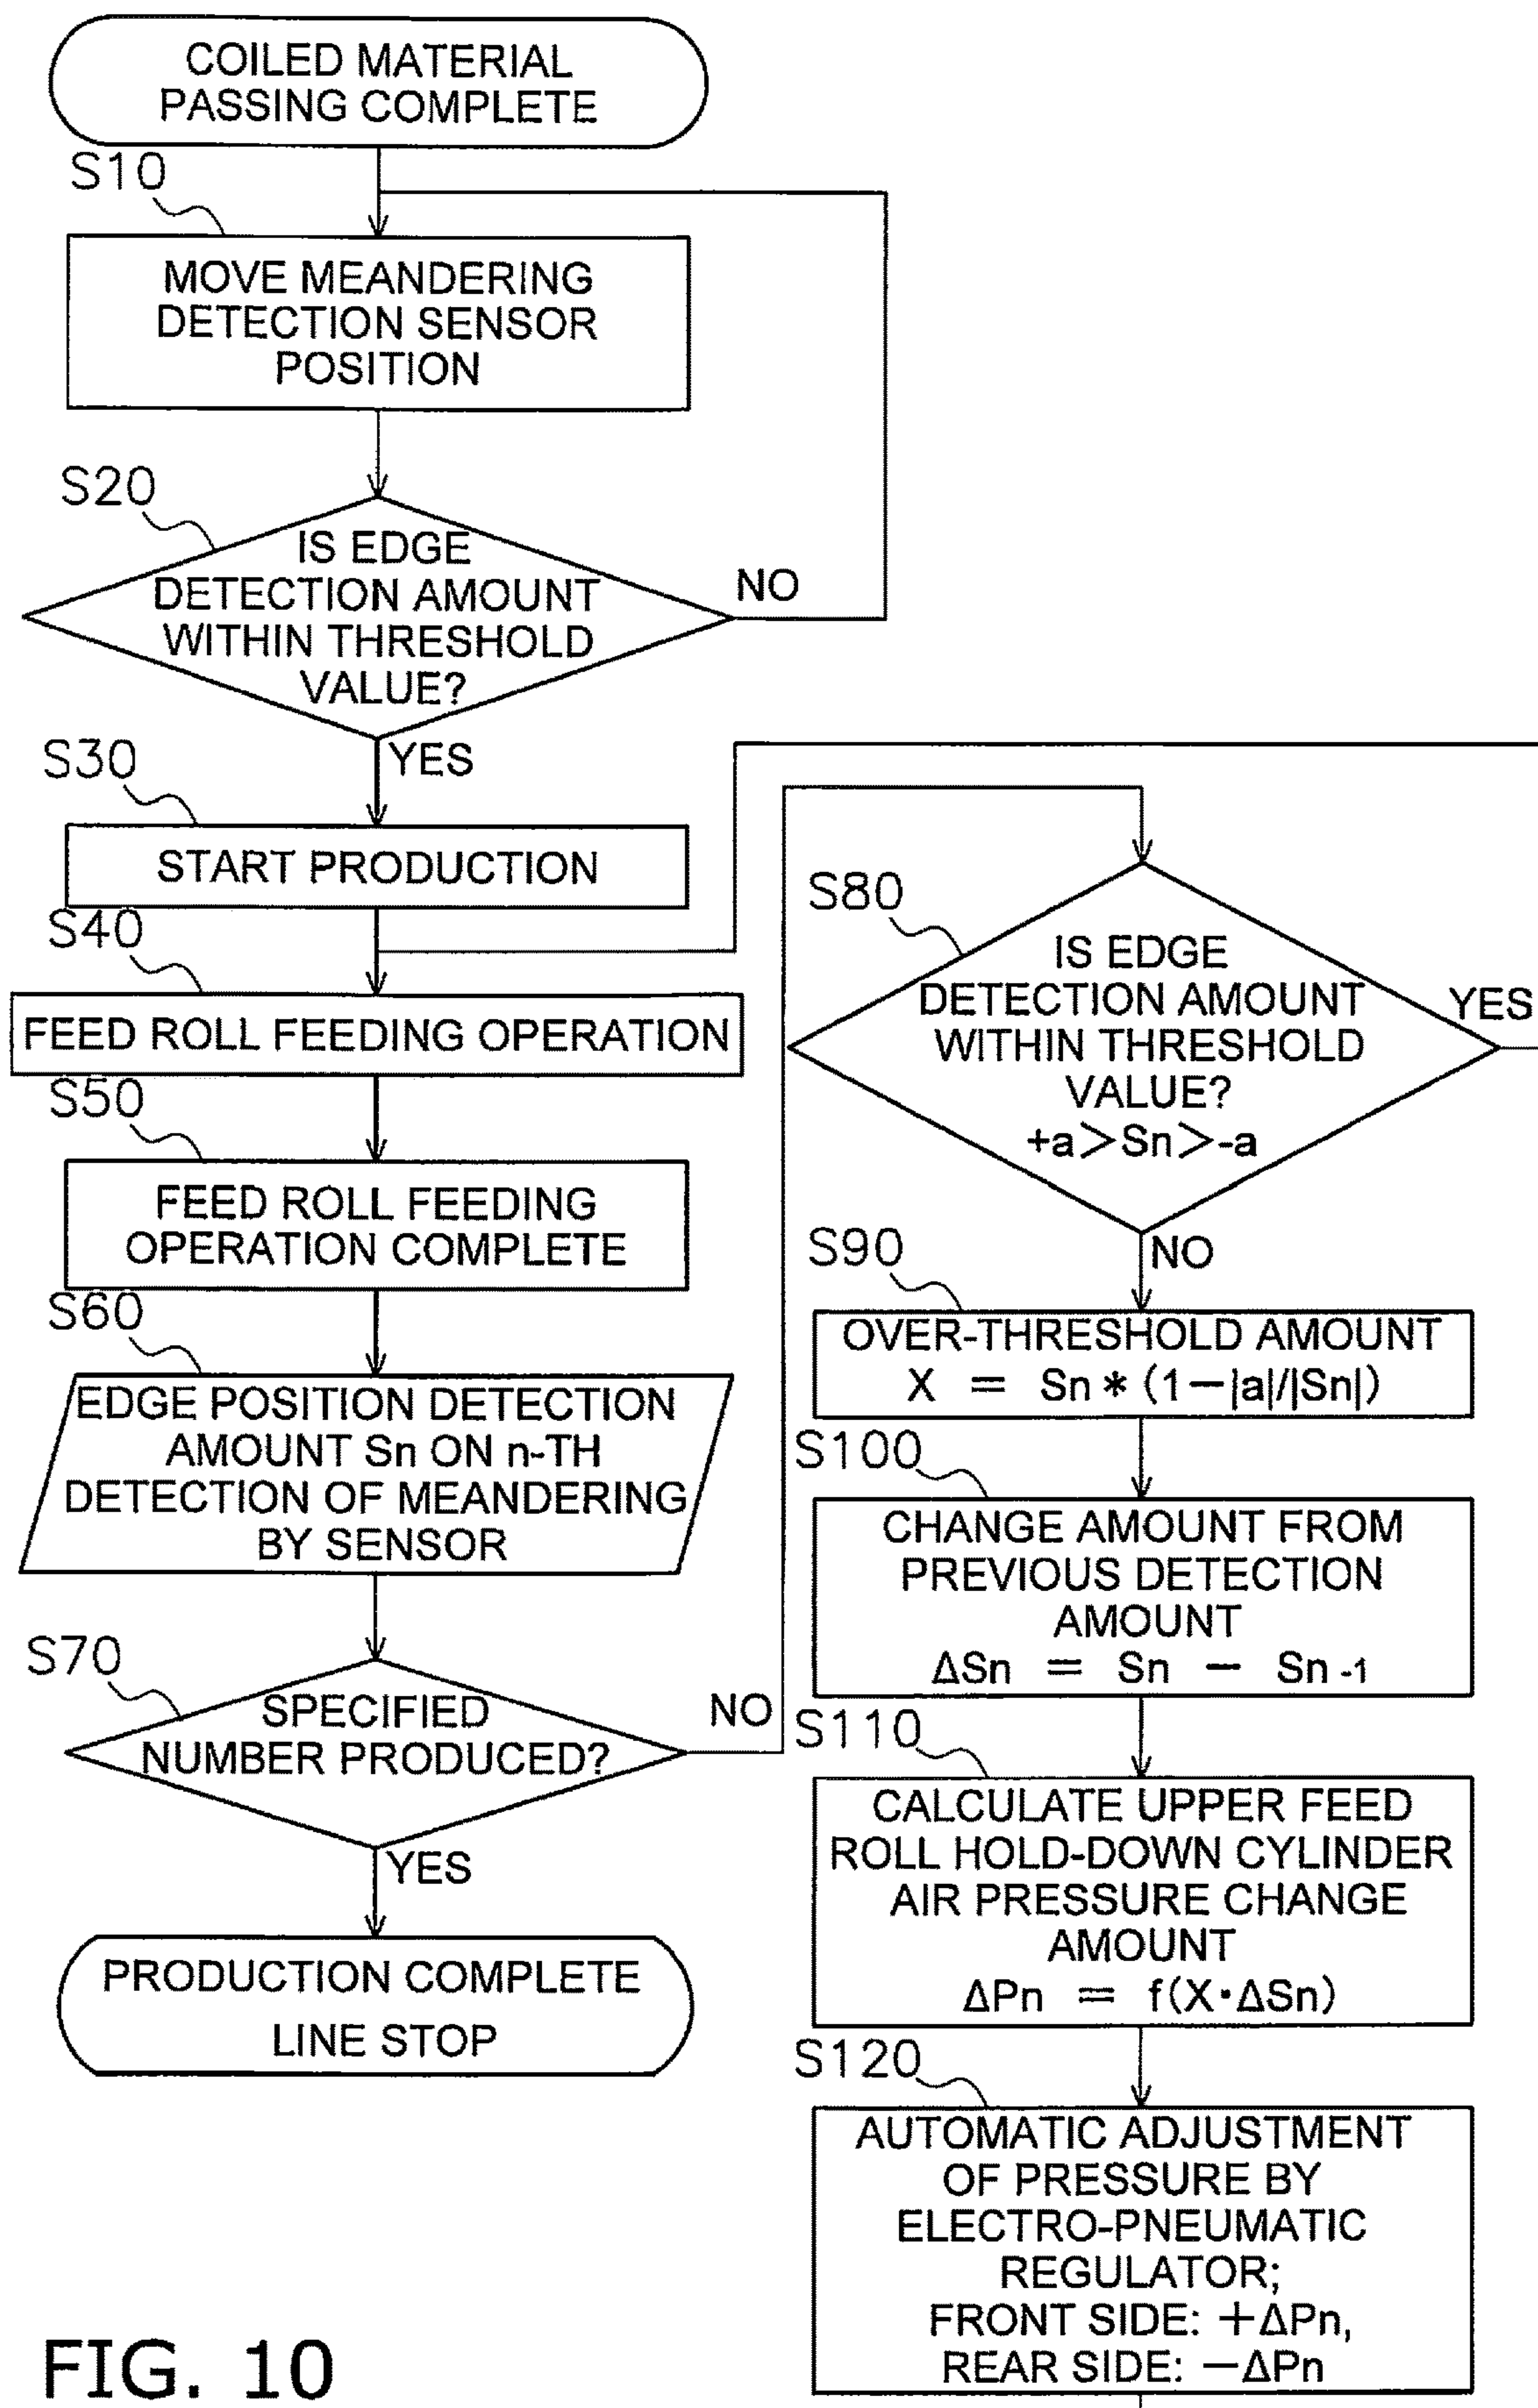 COILED MATERIAL
PASSING COMPLETE
S10
MOVE MEANDERING
DETECTION SENSOR
POSITION
S20
IS EDGE
DETECTION AMOUNT
WITHIN THRESHOLD
VALUE?
NO
YES
S30
START PRODUCTION
S40
FEED ROLL FEEDING OPERATION
S50
FEED ROLL FEEDING
OPERATION COMPLETE
S60
EDGE POSITION DETECTION
AMOUNT Sn ON n-TH
DETECTION OF MEANDERING
BY SENSOR
S70
SPECIFIED
NUMBER PRODUCED?
NO
YES
PRODUCTION COMPLETE
LINE STOP
S80
IS EDGE
DETECTION AMOUNT
WITHIN THRESHOLD
VALUE?
+a>Sn>-a
YES
NO
S90
OVER-THRESHOLD AMOUNT
X = Sn*(1-|a|/|Sn|)
S100
CHANGE AMOUNT FROM
PREVIOUS DETECTION
AMOUNT
ΔSn = Sn - Sn-1
S110
CALCULATE UPPER FEED
ROLL HOLD-DOWN CYLINDER
AIR PRESSURE CHANGE
AMOUNT
ΔPn = f(X·ΔSn)
S120
AUTOMATIC ADJUSTMENT
OF PRESSURE BY
ELECTRO-PNEUMATIC
REGULATOR;
FRONT SIDE: +ΔPn,
REAR SIDE: -ΔPn
FIG. 10